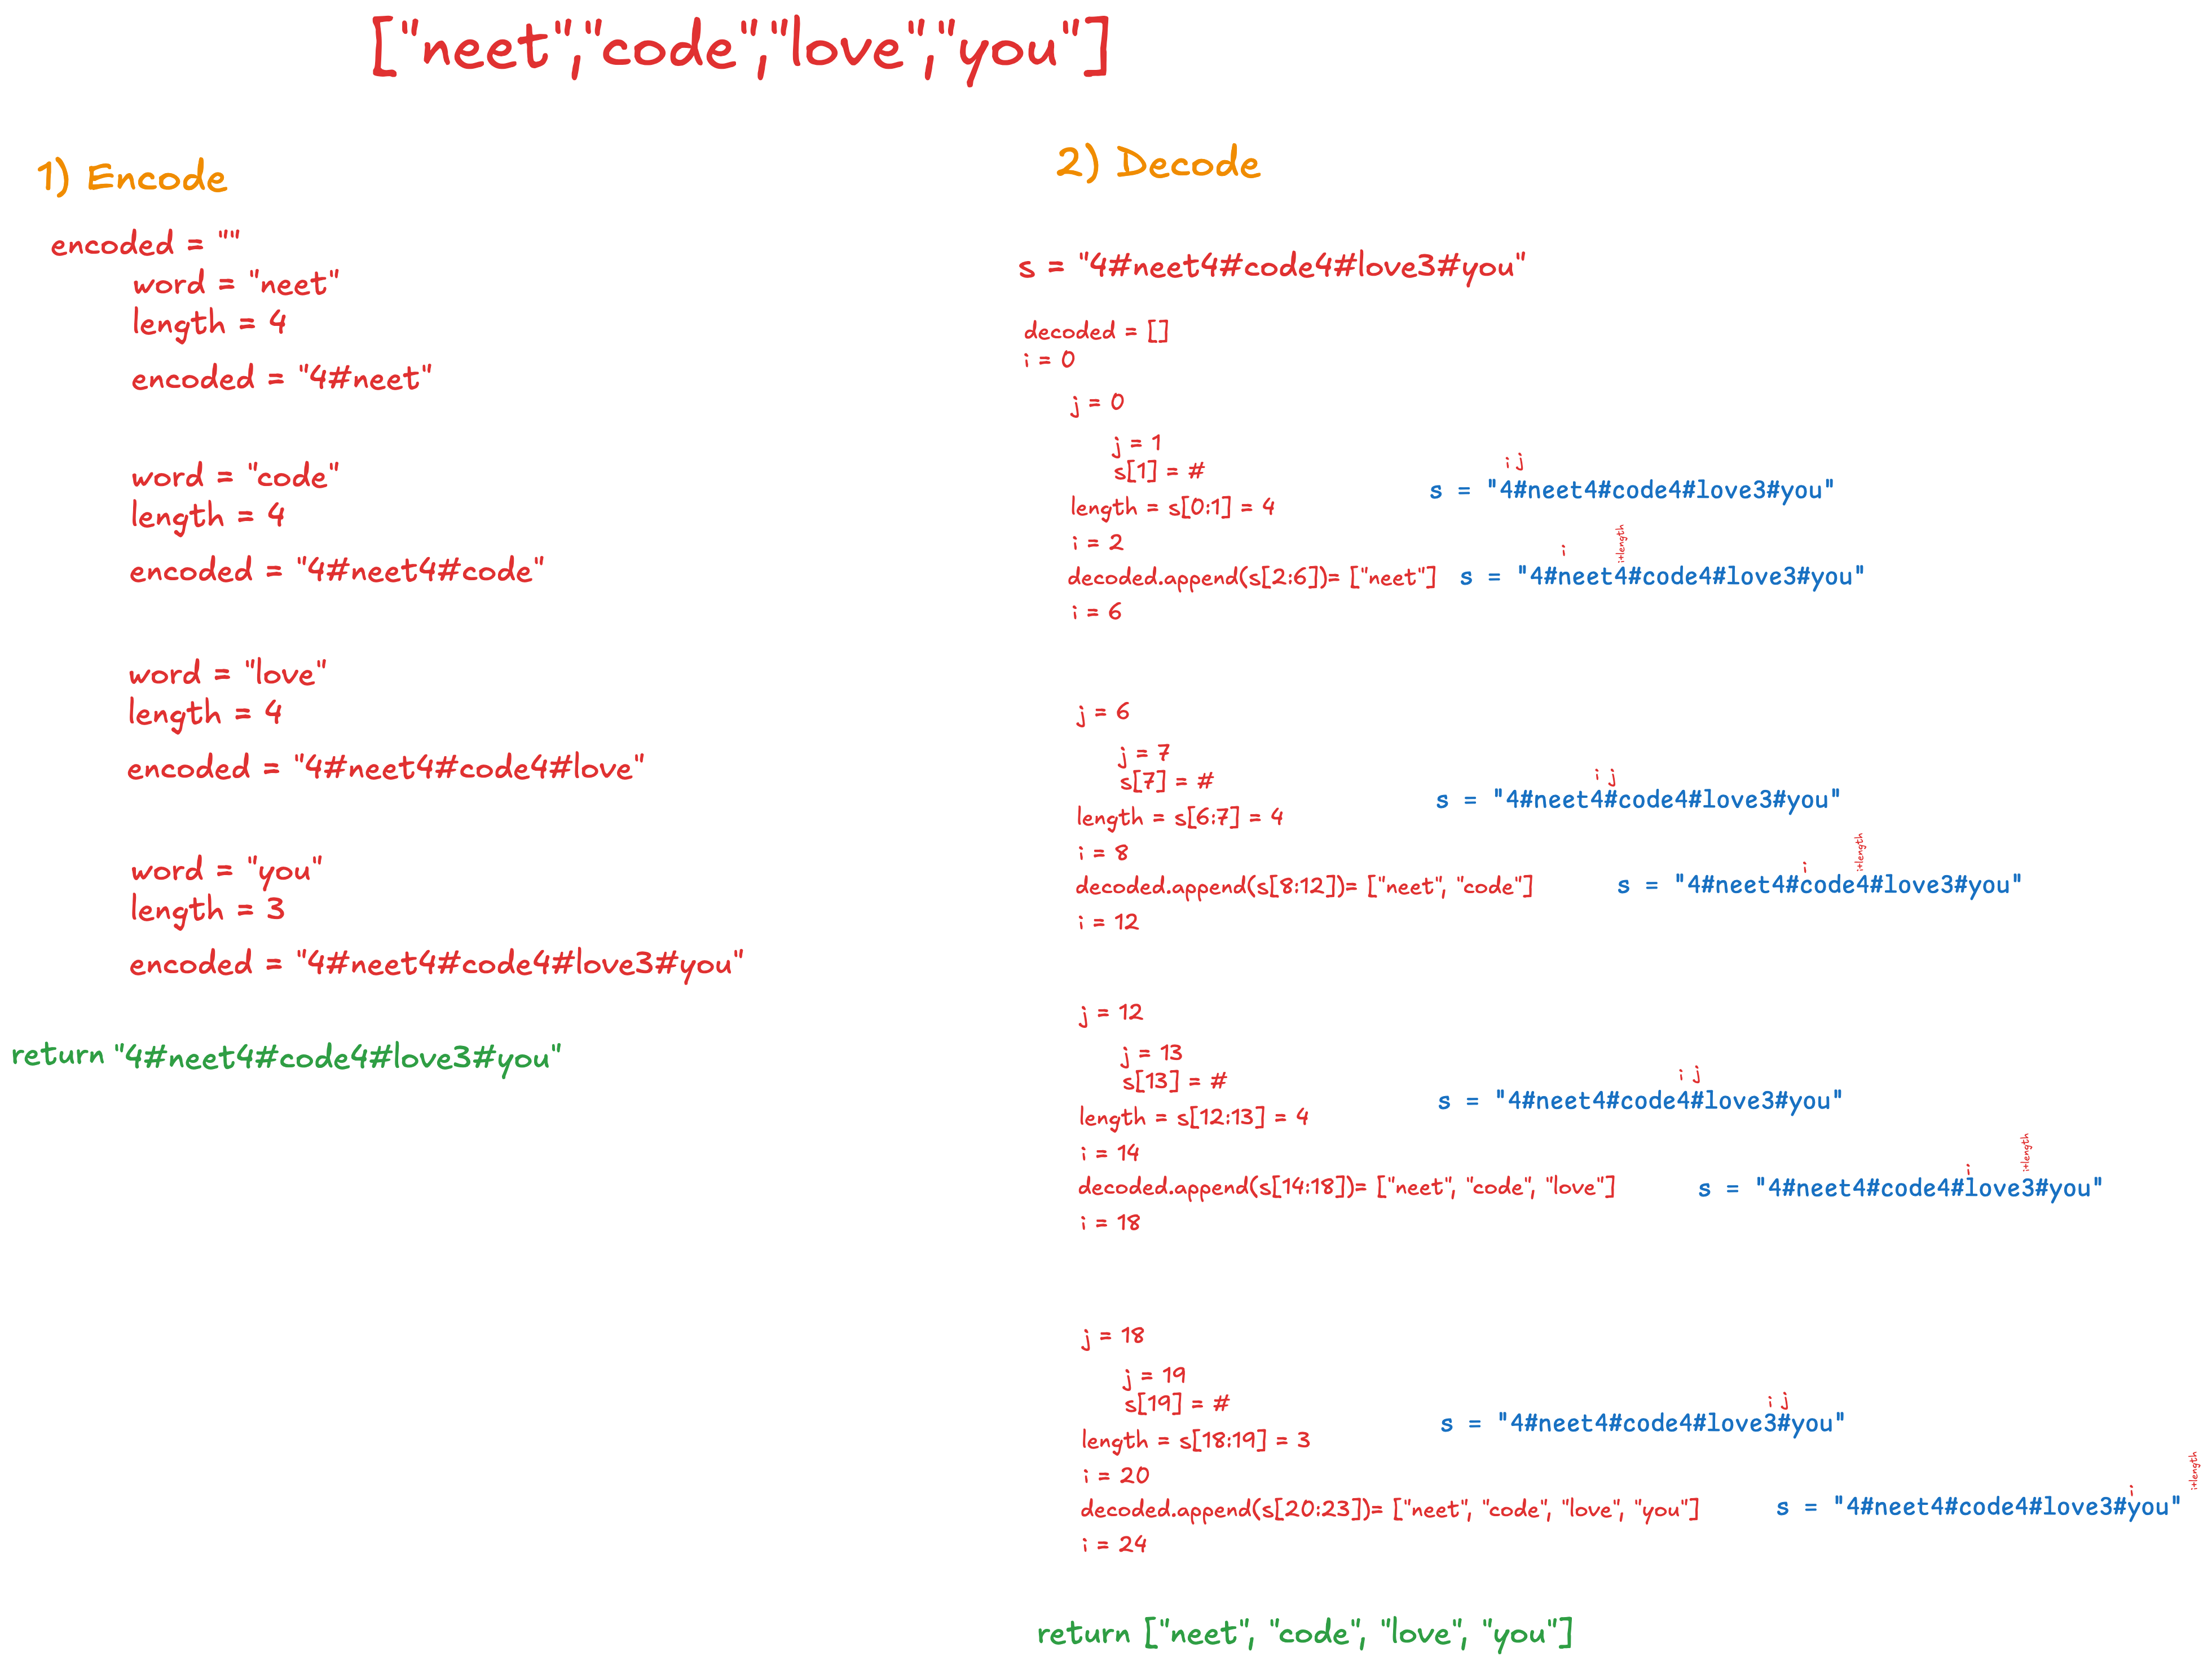 ["neet","code","love","you"]
1) Encode
encoded = ""
word = "neet"
length = 4
encoded = "4#neet"
word = "code"
length = 4
encoded = "4#neet4#code"
word = "love"
length = 4
encoded = "4#neet4#code4#love"
word = "you"
length = 3
encoded = "4#neet4#code4#love3#you"
return "4#neet4#code4#love3#you"
2) Decode
s = "4#neet4#code4#love3#you"
decoded = []
i = 0
j = 0
j = 1
s[1] = #
i j
s = "4#neet4#code4#love3#you"
length = s[0:1] = 4
i = 2
i i+length
decoded.append(s[2:6])= ["neet"] s = "4#neet4#code4#love3#you"
i = 6
j = 6
j = 7
s[7] = #
i j
s = "4#neet4#code4#love3#you"
length = s[6:7] = 4
i = 8
i i+length
decoded.append(s[8:12])= ["neet", "code"] s = "4#neet4#code4#love3#you"
i = 12
j = 12
j = 13
s[13] = #
i j
s = "4#neet4#code4#love3#you"
length = s[12:13] = 4
i = 14
i i+length
decoded.append(s[14:18])= ["neet", "code", "love"] s = "4#neet4#code4#love3#you"
i = 18
j = 18
j = 19
s[19] = #
i j
s = "4#neet4#code4#love3#you"
length = s[18:19] = 3
i = 20
i i+length
decoded.append(s[20:23])= ["neet", "code", "love", "you"] s = "4#neet4#code4#love3#you"
i = 24
return ["neet", "code", "love", "you"]